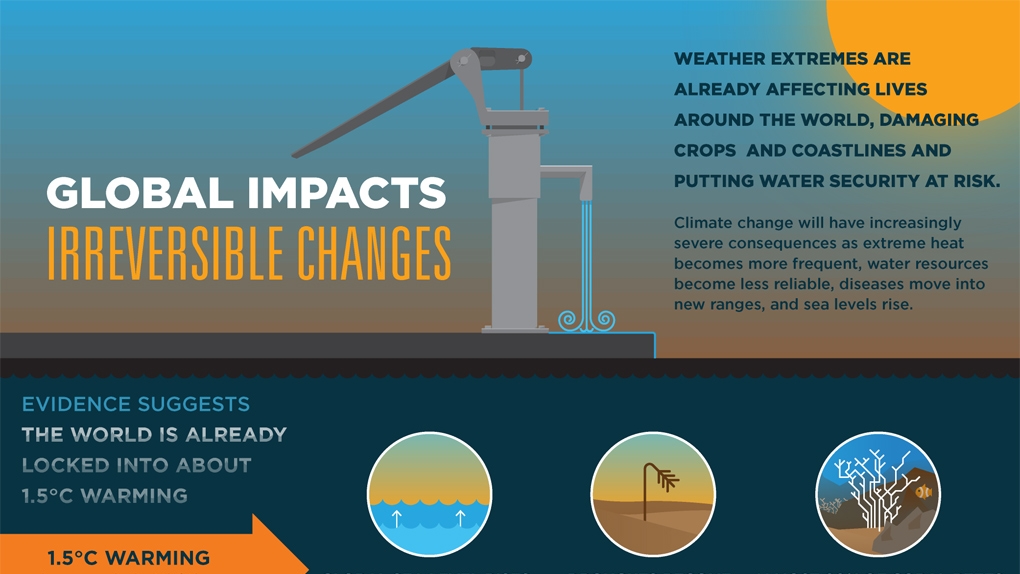 GLOBAL IMPACTS
IRREVERSIBLE CHANGES
WEATHER EXTREMES ARE
ALREADY AFFECTING LIVES
AROUND THE WORLD, DAMAGING
CROPS AND COASTLINES AND
PUTTING WATER SECURITY AT RISK.
Climate change will have increasingly
severe consequences as extreme heat
becomes more frequent, water resources
become less reliable, diseases move into
new ranges, and sea levels rise.
EVIDENCE SUGGESTS
THE WORLD IS ALREADY
LOCKED INTO ABOUT
1.5°C WARMING
1.5°C WARMING